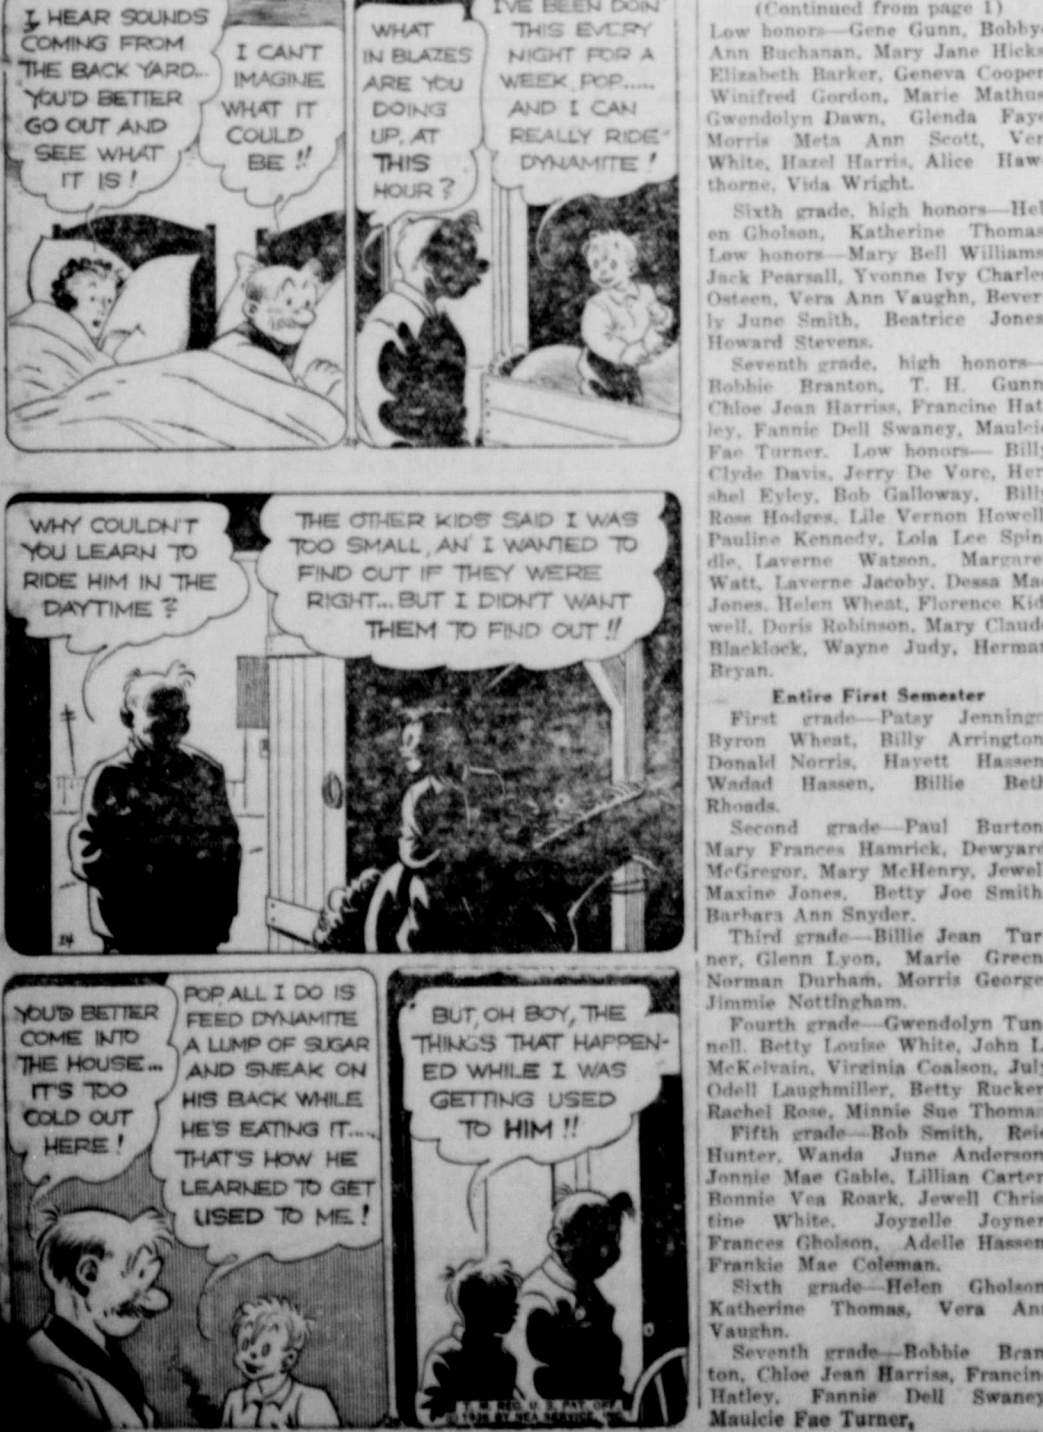 I HEAR SOUNDS
COMING FROM
THE BACK YARD...
YOU'D BETTER
GO OUT AND
SEE WHAT
IT IS!
I CAN'T
IMAGINE
WHAT IT
COULD
BE!!
WHAT
IN BLAZES
ARE YOU
DOING
UP, AT
THIS
HOUR?
I'VE BEEN DOIN'
THIS EVERY
NIGHT FOR A
WEEK, POP.....
AND I CAN
REALLY RIDE
DYNAMITE!
WHY COULDN'T
YOU LEARN TO
RIDE HIM IN THE
DAYTIME?
THE OTHER KIDS SAID I WAS
TOO SMALL, AN' I WANTED TO
FIND OUT IF THEY WERE
RIGHT...BUT I DIDN'T WANT
THEM TO FIND OUT!!
24
YOU'D BETTER
COME INTO
THE HOUSE...
IT'S TOO
COLD OUT
HERE!
POP, ALL I DO IS
FEED DYNAMITE
A LUMP OF SUGAR
AND SNEAK ON
HIS BACK WHILE
HE'S EATING IT.....
THAT'S HOW HE
LEARNED TO GET
USED TO ME!
BUT, OH BOY, THE
THINGS THAT HAPPEN-
ED WHILE I WAS
GETTING USED
TO HIM!!
T. M. REG. U. S. PAT. OFF.
© 1936 BY NEA SERVICE, INC.
(Continued from page 1)
Low honors—Gene Gunn, Bobby
Ann Buchanan, Mary Jane Hicks
Elizabeth Barker, Geneva Cooper
Winifred Gordon, Marie Mathus
Gwendolyn Dawn, Glenda Faye
Morris Meta Ann Scott, Ver
White, Hazel Harris, Alice Haw-
thorne, Vida Wright.
Sixth grade, high honors—Hel
en Gholson, Katherine Thomas
Low honors—Mary Bell Williams
Jack Pearsall, Yvonne Ivy Charles
Osteen, Vera Ann Vaughn, Bever
ly June Smith, Beatrice Jones
Howard Stevens.
Seventh grade, high honors—
Bobbie Branton, T. H. Gunn
Chloe Jean Harriss, Francine Hat
ley, Fannie Dell Swaney, Maulcie
Fae Turner. Low honors— Billy
Clyde Davis, Jerry De Vore, Her
shel Eyley, Bob Galloway, Billy
Ross Hodges, Lile Vernon Howell
Pauline Kennedy, Lola Lee Spin
dle, Laverne Watson, Margare
Watt, Laverne Jacoby, Dessa Mae
Jones, Helen Wheat, Florence Kid
well, Doris Robinson, Mary Claude
Blacklock, Wayne Judy, Herman
Bryan.
Entire First Semester
First grade—Patsy Jennings
Byron Wheat, Billy Arrington
Donald Norris, Hayett Hassen
Wadad Hassen, Billie Beth
Rhoads.
Second grade—Paul Burton
Mary Frances Hamrick, Dewyard
McGregor, Mary McHenry, Jewel
Maxine Jones, Betty Joe Smith
Barbara Ann Snyder.
Third grade—Billie Jean Tur
ner, Glenn Lyon, Marie Green
Norman Durham, Morris George
Jimmie Nottingham.
Fourth grade—Gwendolyn Tun
nell, Betty Louise White, John L
McKelvain, Virginia Coalson, July
Odell Laughmiller, Betty Rucker
Rachel Rose, Minnie Sue Thomas
Fifth grade—Bob Smith, Reid
Hunter, Wanda June Anderson
Jonnie Mae Gable, Lillian Carter
Bonnie Vea Roark, Jewell Chris
tine White, Joyzelle Joyner
Frances Gholson, Adelle Hassen
Frankie Mae Coleman.
Sixth grade—Helen Gholson
Katherine Thomas, Vera Ann
Vaughn.
Seventh grade—Bobbie Bran
ton, Chloe Jean Harriss, Francine
Hatley, Fannie Dell Swaney
Maulcie Fae Turner,